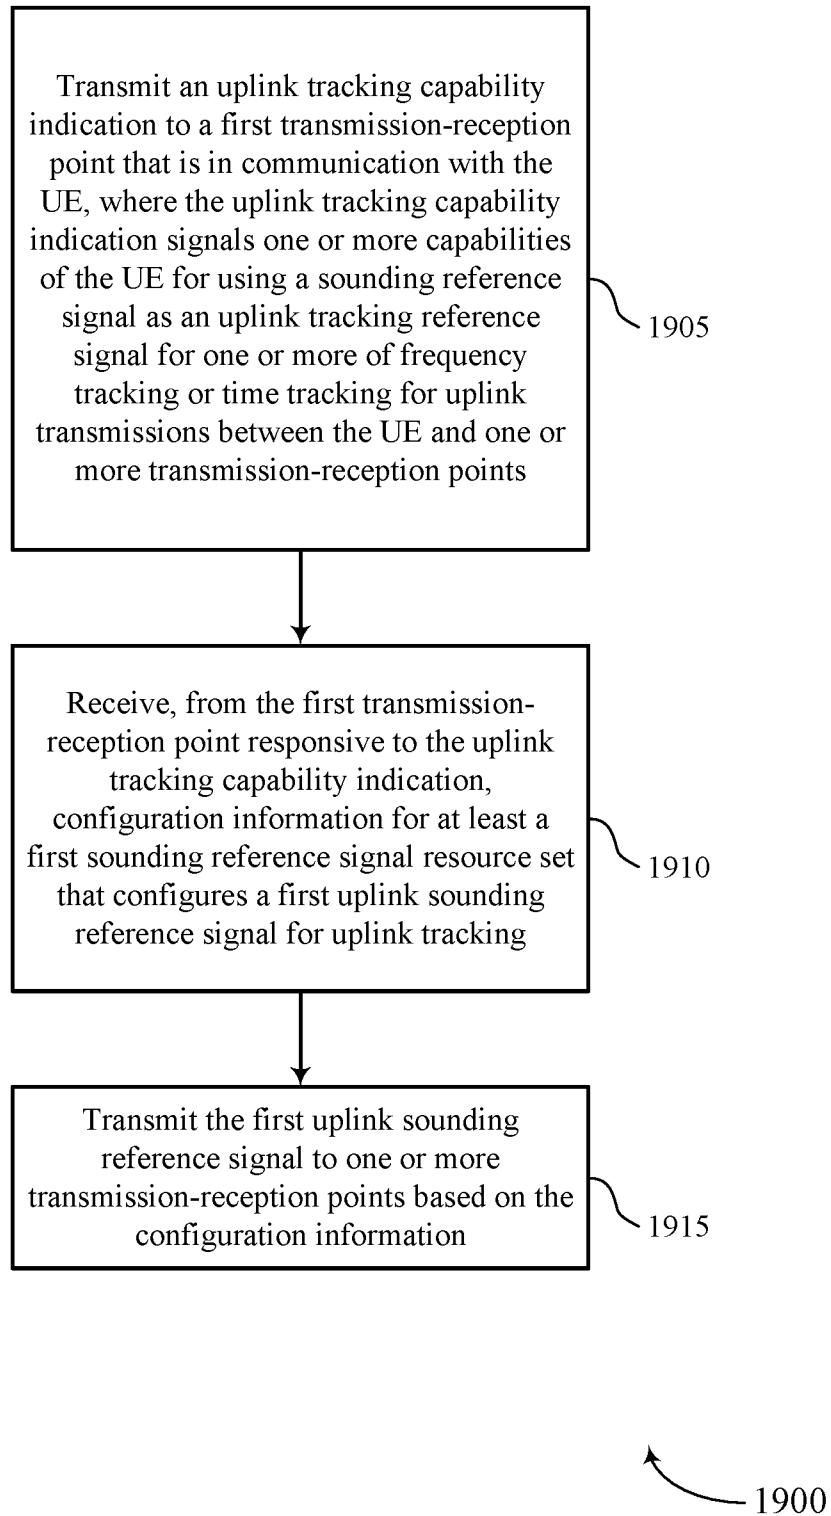 Transmit an uplink tracking capability
indication to a first transmission-reception
point that is in communication with the
UE, where the uplink tracking capability
indication signals one or more capabilities
of the UE for using a sounding reference
signal as an uplink tracking reference
signal for one or more of frequency
tracking or time tracking for uplink
transmissions between the UE and one or
more transmission-reception points
1905
Receive, from the first transmission-
reception point responsive to the uplink
tracking capability indication,
configuration information for at least a
first sounding reference signal resource set
that configures a first uplink sounding
reference signal for uplink tracking
1910
Transmit the first uplink sounding
reference signal to one or more
transmission-reception points based on the
configuration information
1915
1900